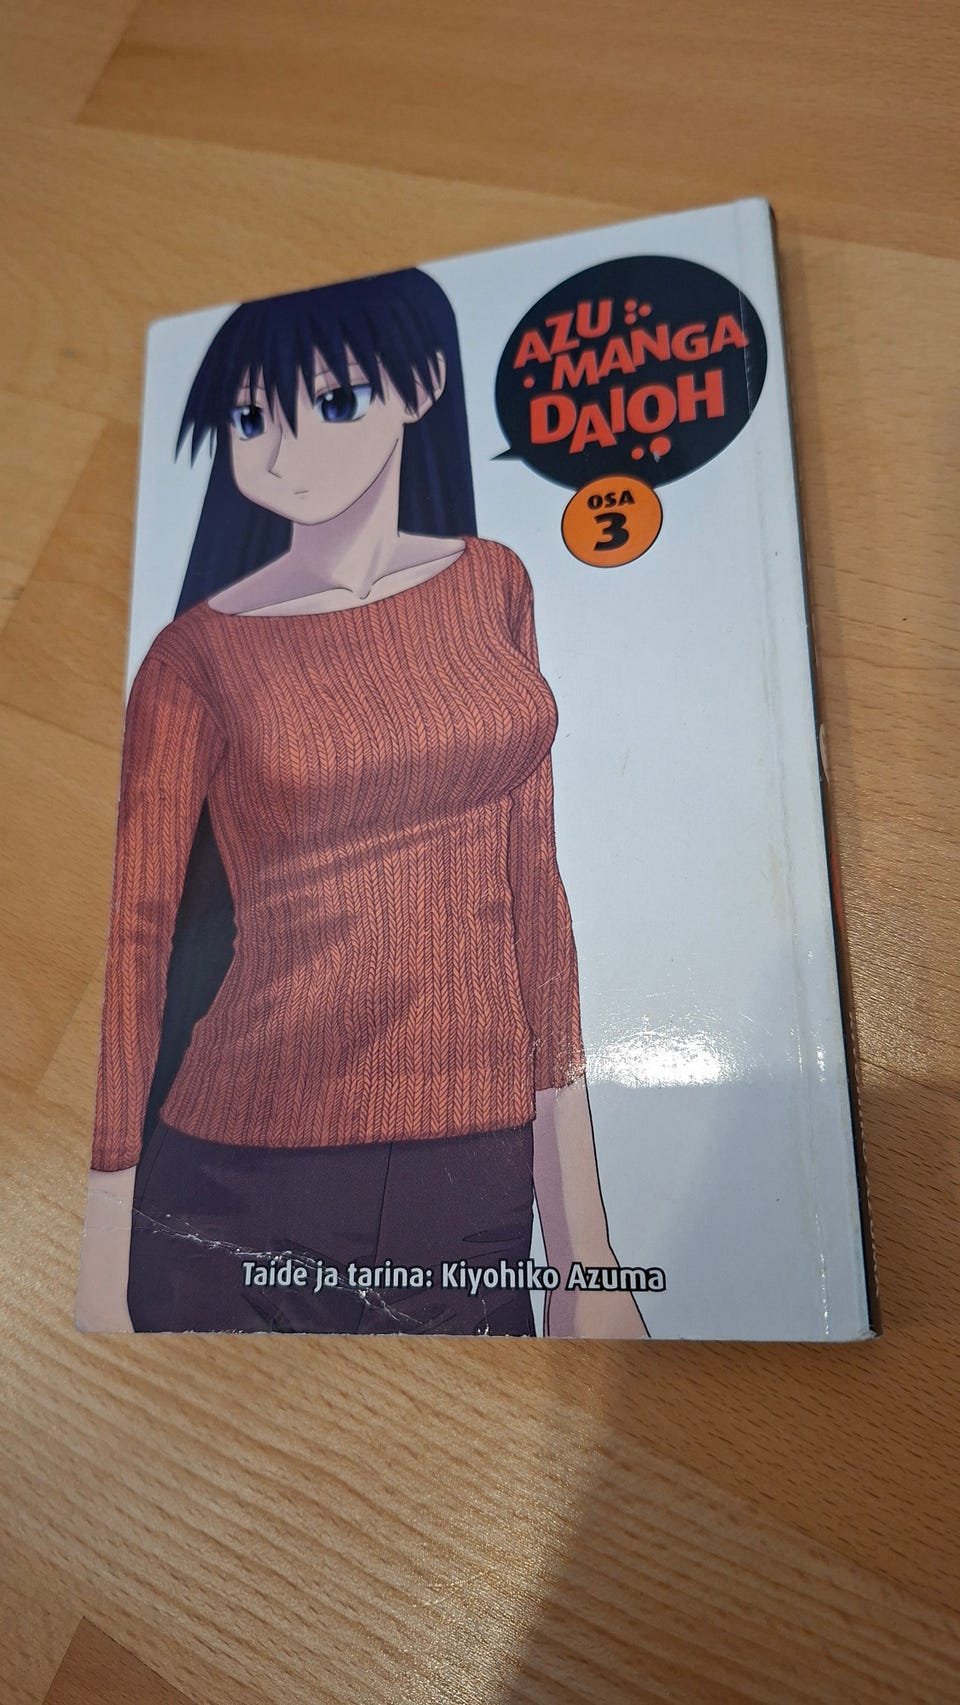 AZU
MANGA
DAIOH
OSA
3
Taide ja tarina: Kiyohiko Azuma